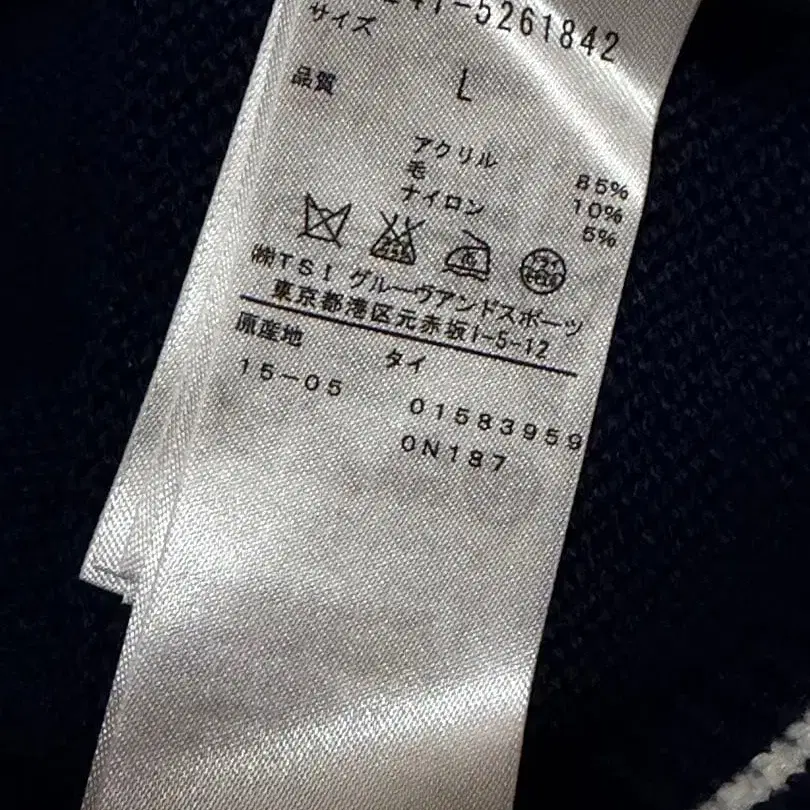 241-5261842
サイズ L
品質
アクリル 85%
毛 10%
ナイロン 5%
㈱TSI グルーヴアンドスポーツ
東京都港区元赤坂1-5-12
原産地 タイ
15-05 01583959
0N187